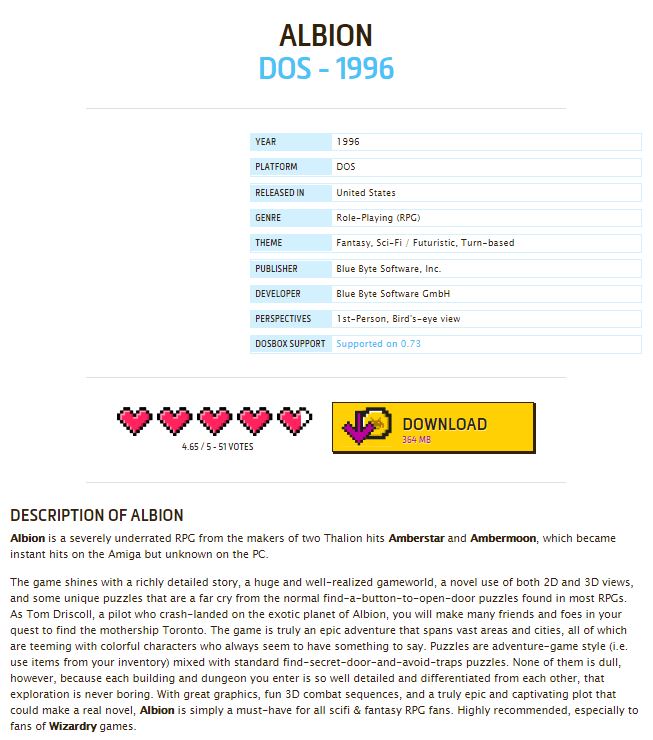 ALBION
DOS - 1996
YEAR 1996
PLATFORM DOS
RELEASED IN United States
GENRE Role-Playing (RPG)
THEME Fantasy, Sci-Fi / Futuristic, Turn-based
PUBLISHER Blue Byte Software, Inc.
DEVELOPER Blue Byte Software GmbH
PERSPECTIVES 1st-Person, Bird's-eye view
DOSBOX SUPPORT Supported on 0.73
4.65 / 5 - 51 VOTES
DOWNLOAD
364 MB
DESCRIPTION OF ALBION
Albion is a severely underrated RPG from the makers of two Thalion hits Amberstar and Ambermoon, which became
instant hits on the Amiga but unknown on the PC.
The game shines with a richly detailed story, a huge and well-realized gameworld, a novel use of both 2D and 3D views,
and some unique puzzles that are a far cry from the normal find-a-button-to-open-door puzzles found in most RPGs.
As Tom Driscoll, a pilot who crash-landed on the exotic planet of Albion, you will make many friends and foes in your
quest to find the mothership Toronto. The game is truly an epic adventure that spans vast areas and cities, all of which
are teeming with colorful characters who always seem to have something to say. Puzzles are adventure-game style (i.e.
use items from your inventory) mixed with standard find-secret-door-and-avoid-traps puzzles. None of them is dull,
however, because each building and dungeon you enter is so well detailed and differentiated from each other, that
exploration is never boring. With great graphics, fun 3D combat sequences, and a truly epic and captivating plot that
could make a real novel, Albion is simply a must-have for all scifi & fantasy RPG fans. Highly recommended, especially to
fans of Wizardry games.